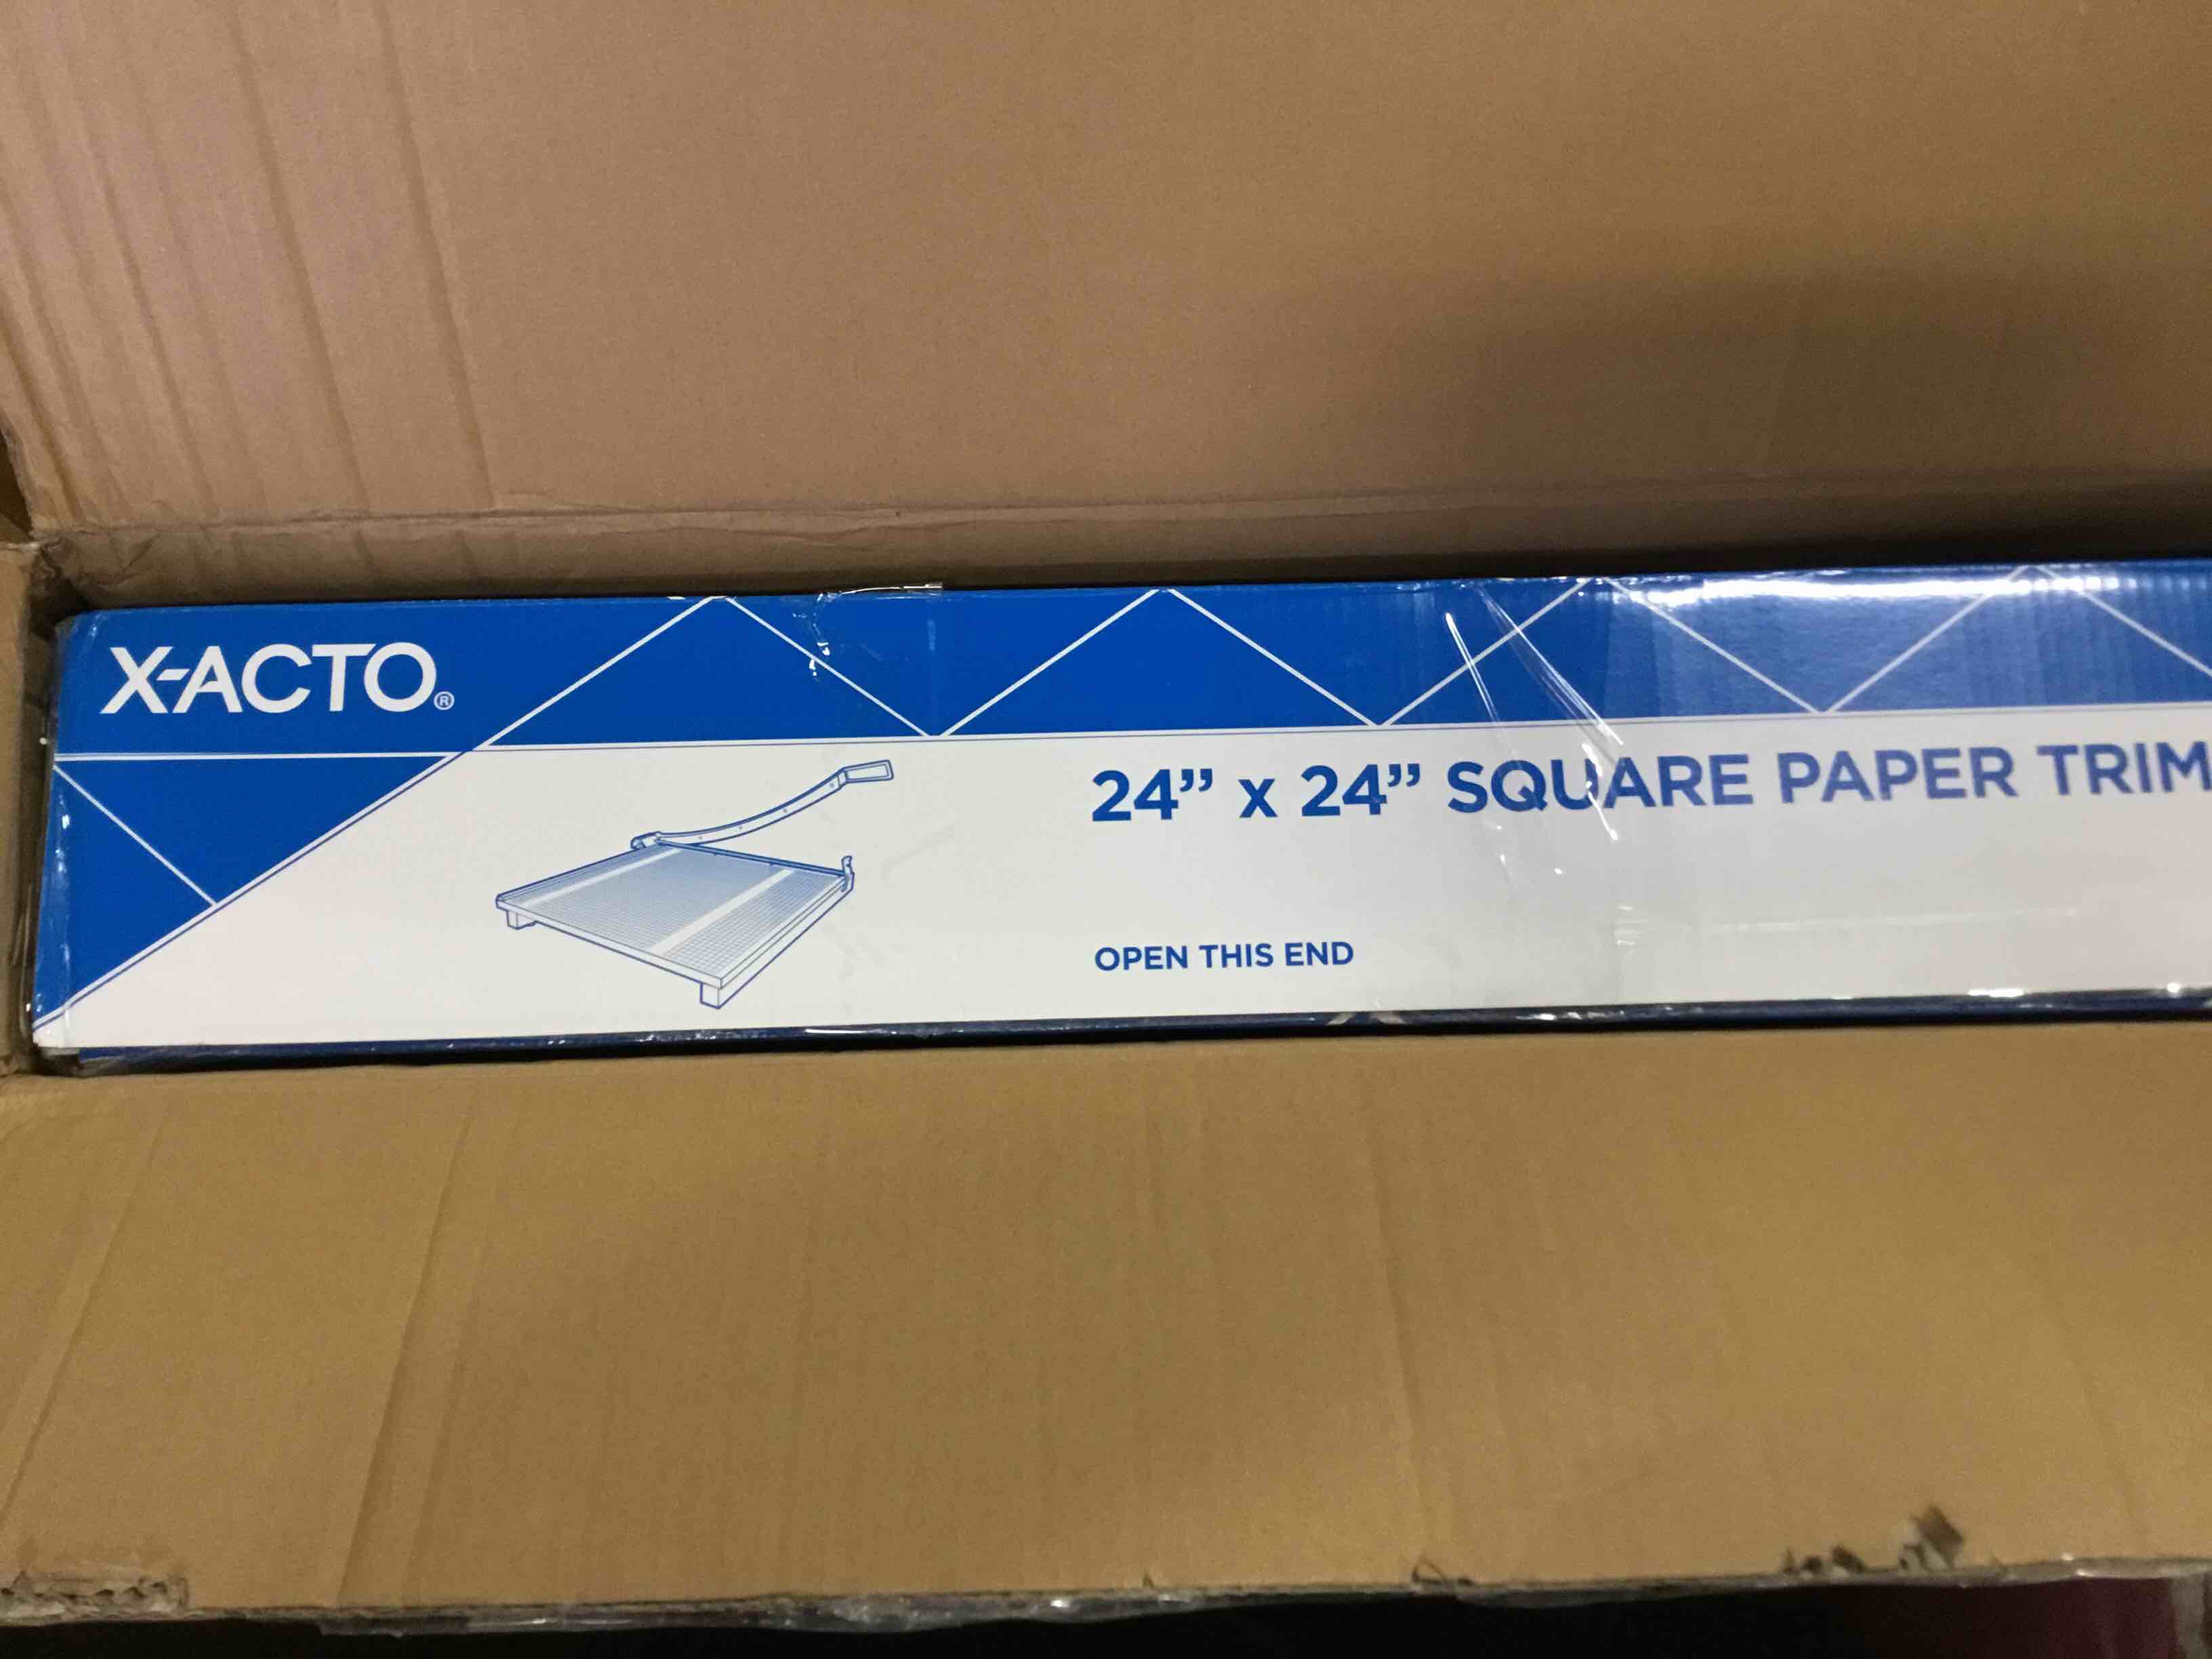 X-ACTO®
24” x 24” SQUARE PAPER TRIM
OPEN THIS END